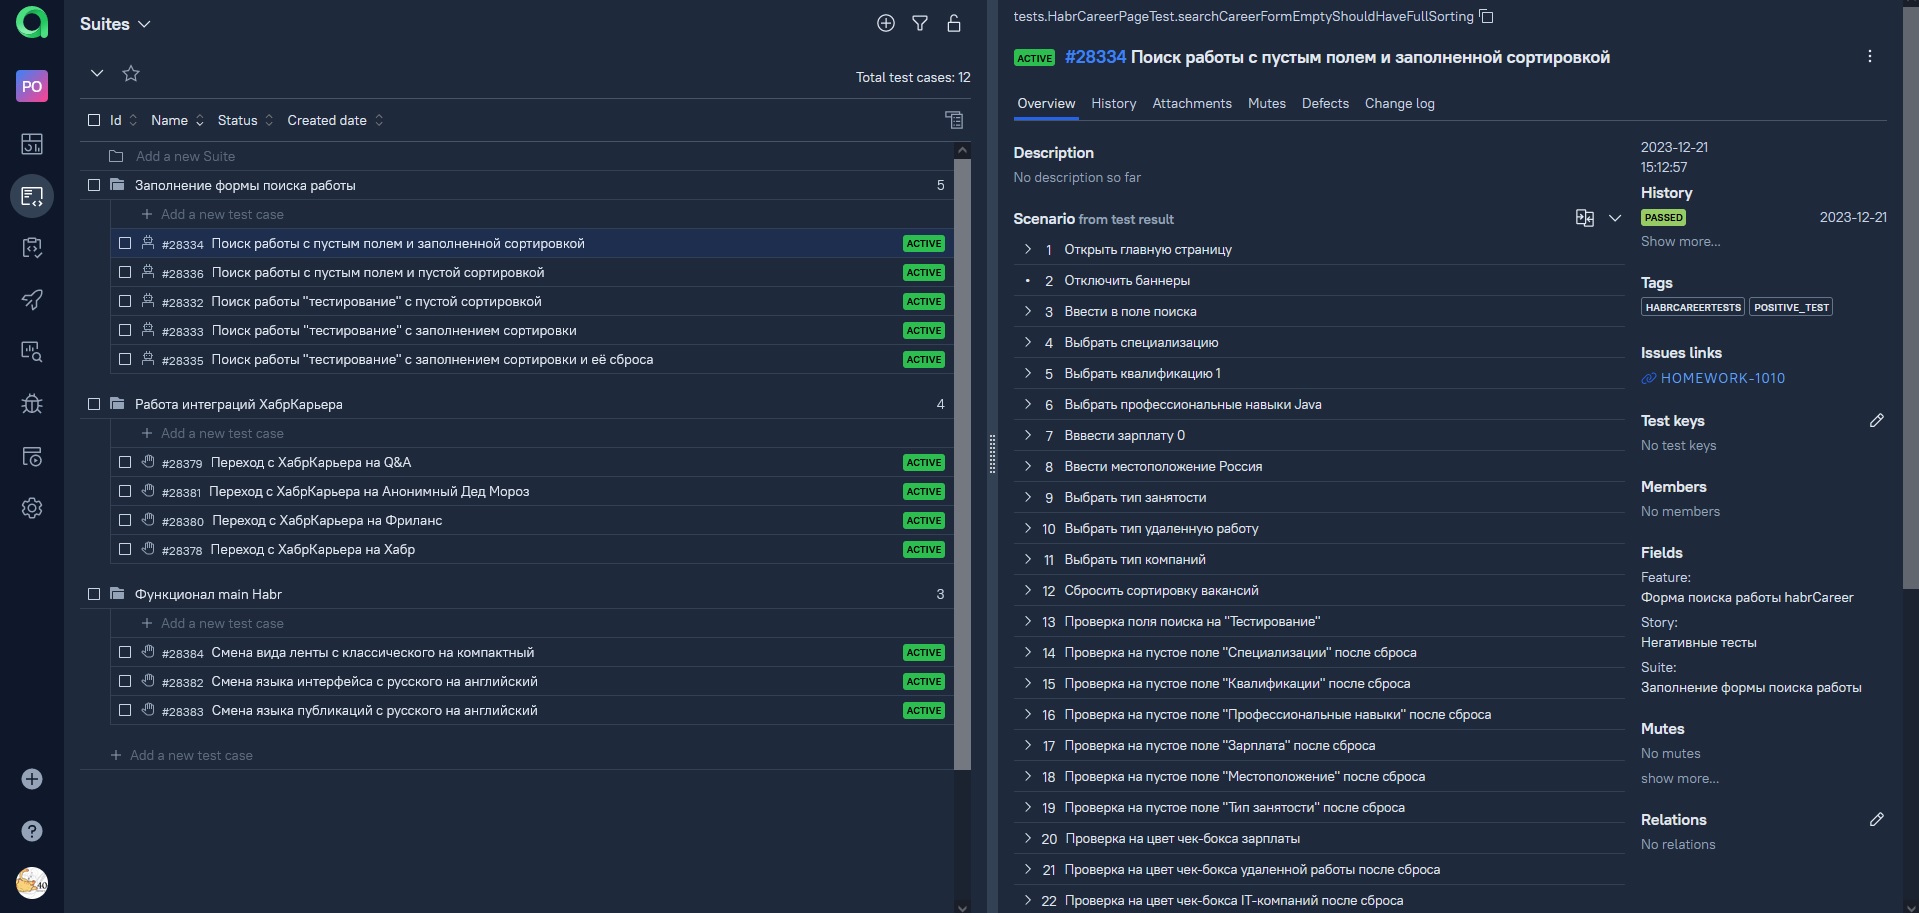 PO
Suites
Total test cases: 12
Id Name Status Created date
Add a new Suite
Заполнение формы поиска работы 5
Add a new test case
#28334 Поиск работы с пустым полем и заполненной сортировкой ACTIVE
#28336 Поиск работы с пустым полем и пустой сортировкой ACTIVE
#28332 Поиск работы "тестирование" с пустой сортировкой ACTIVE
#28333 Поиск работы "тестирование" с заполнением сортировки ACTIVE
#28335 Поиск работы "тестирование" с заполнением сортировки и её сброса ACTIVE
Работа интеграций ХабрКарьера 4
Add a new test case
#28379 Переход с ХабрКарьера на Q&A ACTIVE
#28381 Переход с ХабрКарьера на Анонимный Дед Мороз ACTIVE
#28380 Переход с ХабрКарьера на Фриланс ACTIVE
#28378 Переход с ХабрКарьера на Хабр ACTIVE
Функционал main Habr 3
Add a new test case
#28384 Смена вида ленты с классического на компактный ACTIVE
#28382 Смена языка интерфейса с русского на английский ACTIVE
#28383 Смена языка публикаций с русского на английский ACTIVE
Add a new test case
tests.HabrCareerPageTest.searchCareerFormEmptyShouldHaveFullSorting
ACTIVE #28334 Поиск работы с пустым полем и заполненной сортировкой
Overview History Attachments Mutes Defects Change log
Description
No description so far
Scenario from test result
1 Открыть главную страницу
2 Отключить баннеры
3 Ввести в поле поиска
4 Выбрать специализацию
5 Выбрать квалификацию 1
6 Выбрать профессиональные навыки Java
7 Вввести зарплату 0
8 Ввести местоположение Россия
9 Выбрать тип занятости
10 Выбрать тип удаленную работу
11 Выбрать тип компаний
12 Сбросить сортировку вакансий
13 Проверка поля поиска на "Тестирование"
14 Проверка на пустое поле "Специализации" после сброса
15 Проверка на пустое поле "Квалификации" после сброса
16 Проверка на пустое поле "Профессиональные навыки" после сброса
17 Проверка на пустое поле "Зарплата" после сброса
18 Проверка на пустое поле "Местоположение" после сброса
19 Проверка на пустое поле "Тип занятости" после сброса
20 Проверка на цвет чек-бокса зарплаты
21 Проверка на цвет чек-бокса удаленной работы после сброса
22 Проверка на цвет чек-бокса IT-компаний после сброса
2023-12-21
15:12:57
History
PASSED 2023-12-21
Show more...
Tags
HABRCAREERTESTS POSITIVE_TEST
Issues links
HOMEWORK-1010
Test keys
No test keys
Members
No members
Fields
Feature:
Форма поиска работы habrCareer
Story:
Негативные тесты
Suite:
Заполнение формы поиска работы
Mutes
No mutes
show more...
Relations
No relations